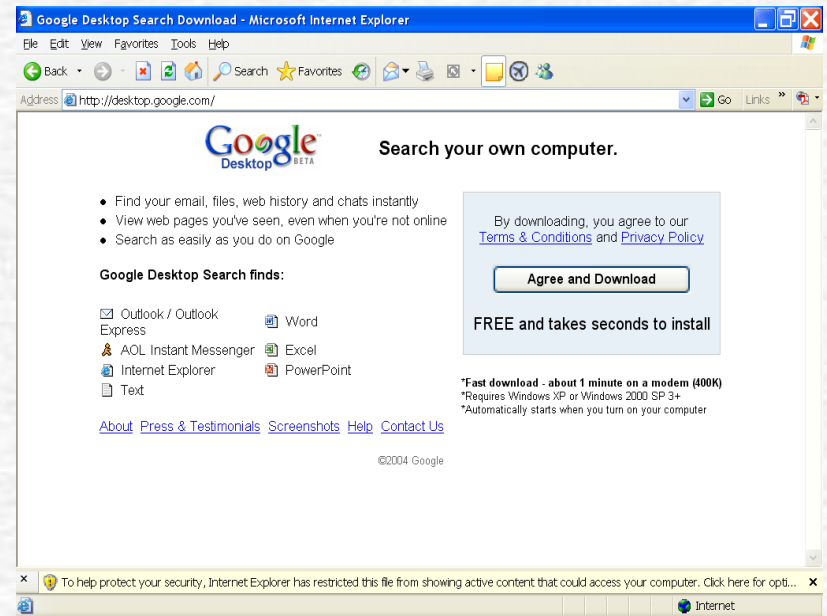 Google Desktop Search Download - Microsoft Internet Explorer
File Edit View Favorites Tools Help
Back Search Favorites
Address http://desktop.google.com/ Go Links »
Google
Desktop BETA
Search your own computer.
Find your email, files, web history and chats instantly
View web pages you've seen, even when you're not online
Search as easily as you do on Google
Google Desktop Search finds:
Outlook / Outlook
Express
Word
AOL Instant Messenger
Excel
Internet Explorer
PowerPoint
Text
About Press & Testimonials Screenshots Help Contact Us
©2004 Google
By downloading, you agree to our
Terms & Conditions and Privacy Policy
Agree and Download
FREE and takes seconds to install
*Fast download - about 1 minute on a modem (400K)
*Requires Windows XP or Windows 2000 SP 3+
*Automatically starts when you turn on your computer
To help protect your security, Internet Explorer has restricted this file from showing active content that could access your computer. Click here for opti...
Internet